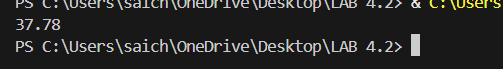 PS C:\Users\saich\OneDrive\Desktop\LAB 4.2> & C:\Users
37.78
PS C:\Users\saich\OneDrive\Desktop\LAB 4.2>